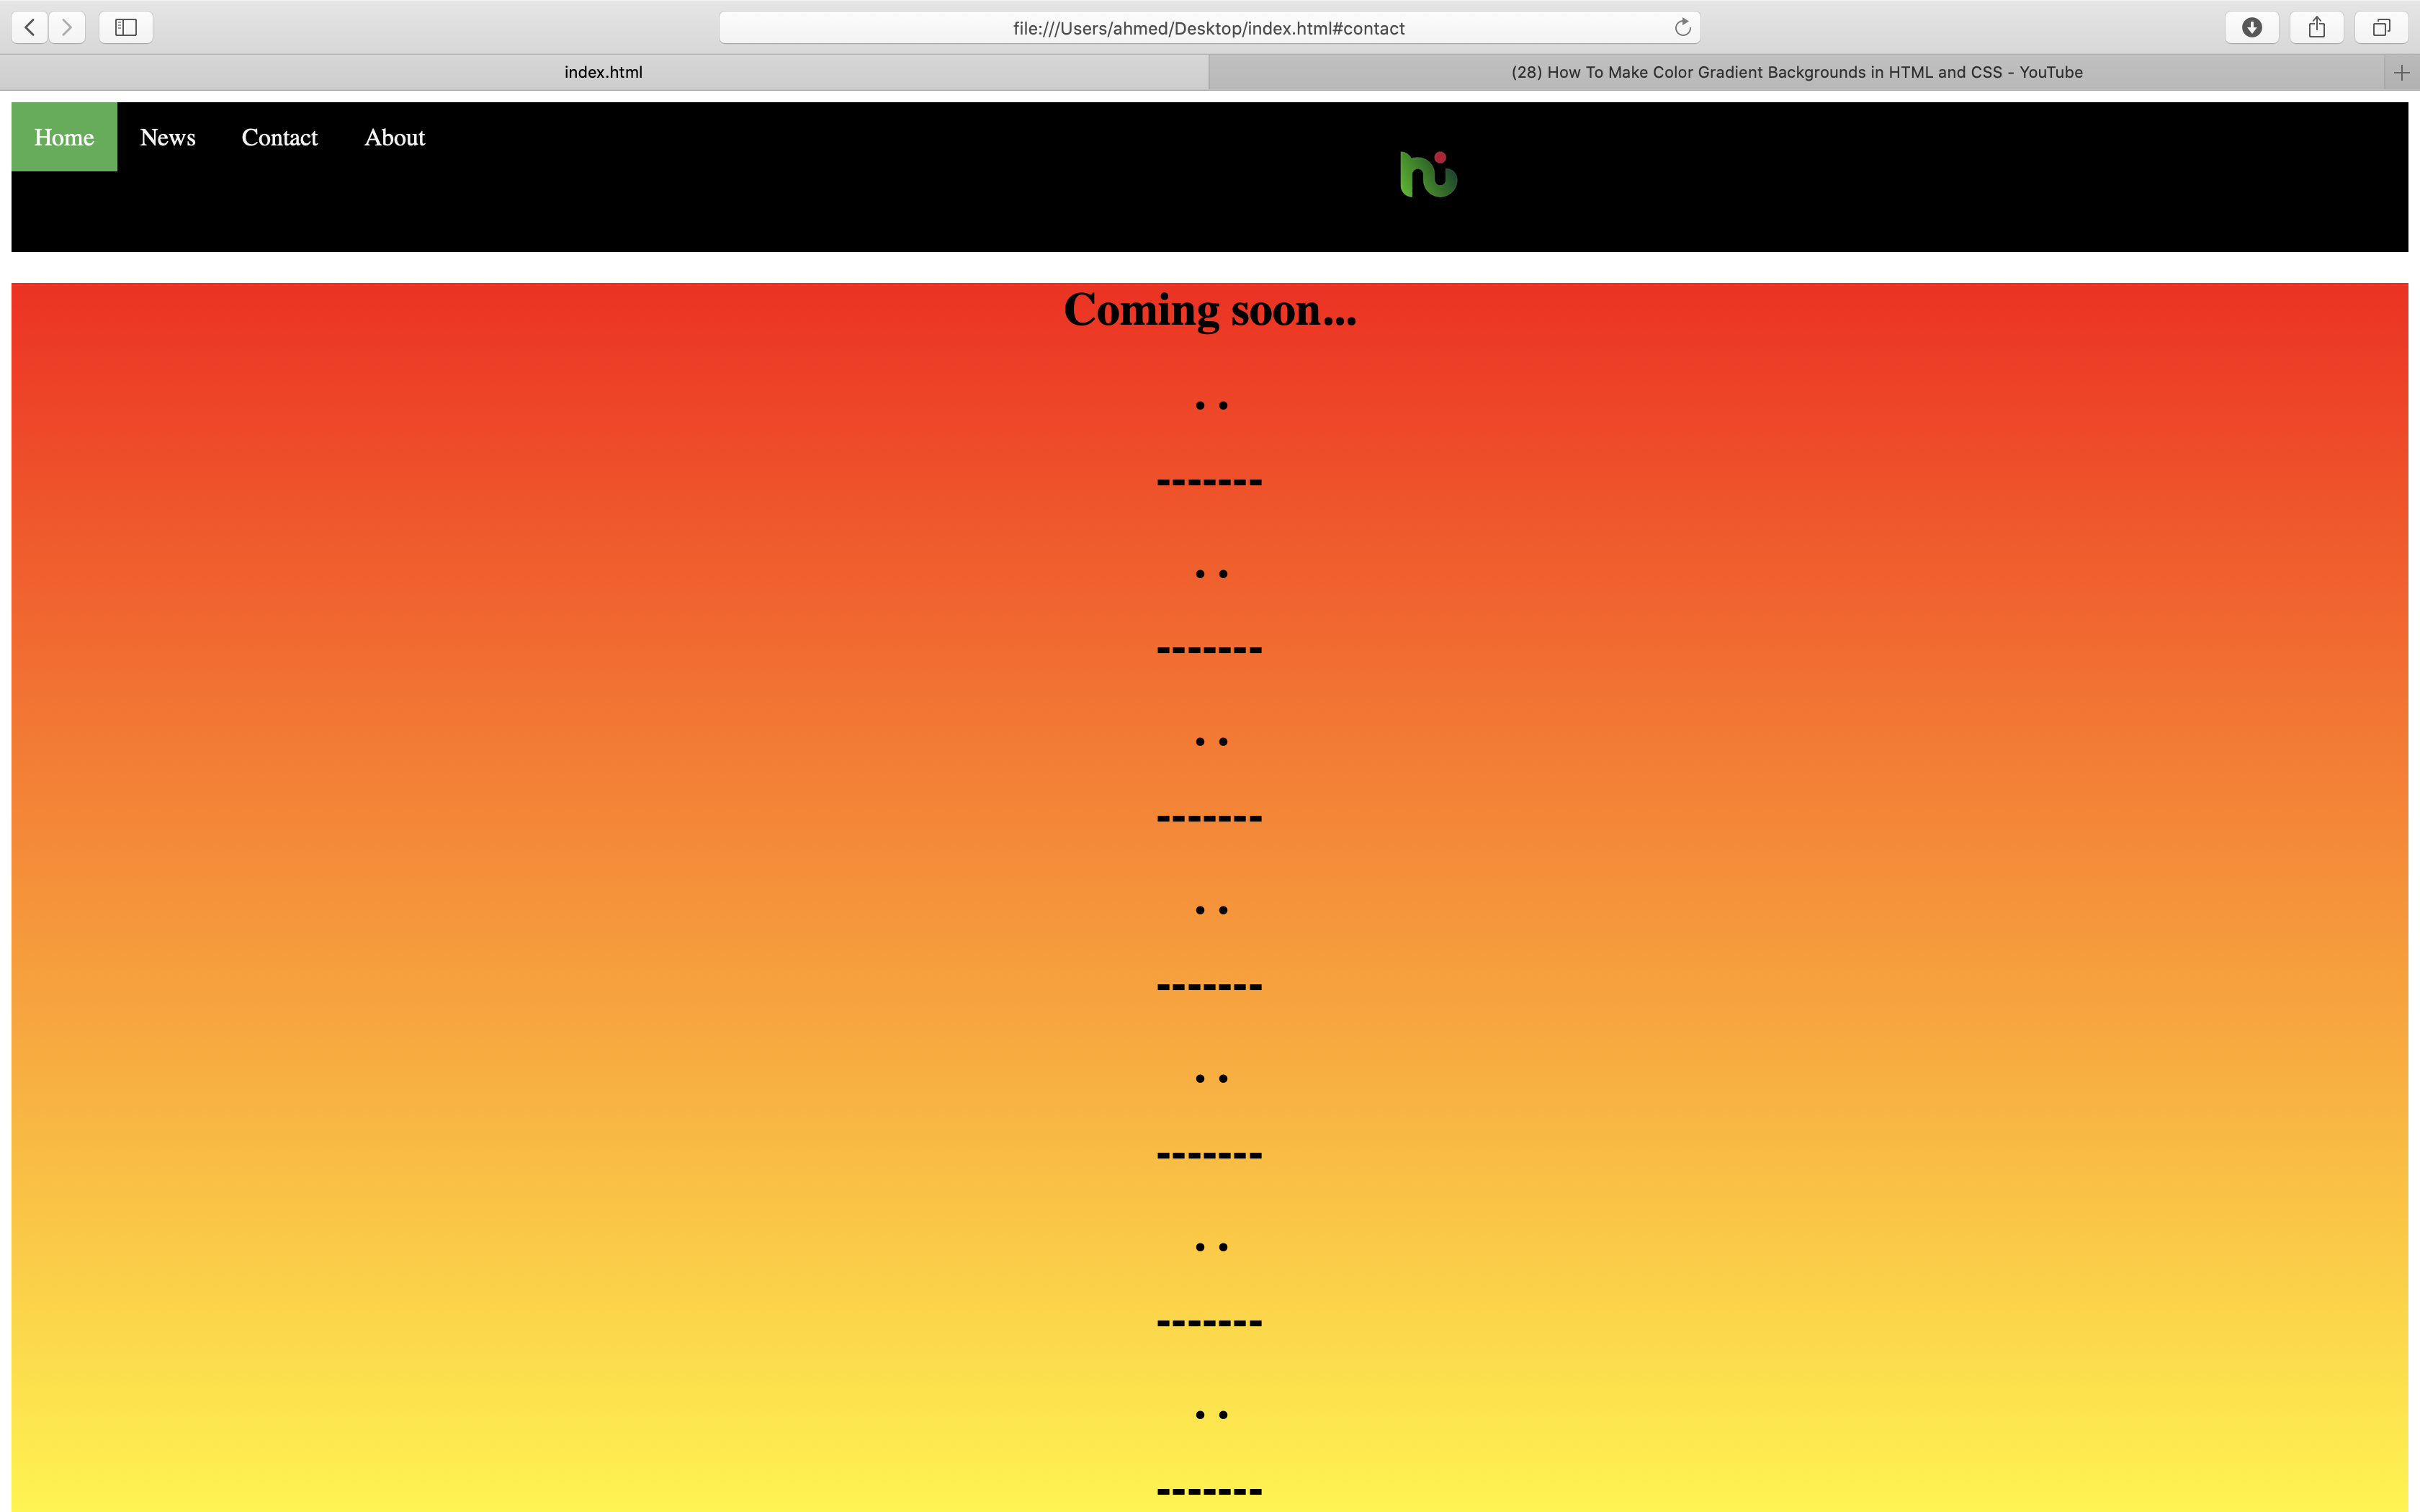 file:///Users/ahmed/Desktop/index.html#contact
index.html
(28) How To Make Color Gradient Backgrounds in HTML and CSS - YouTube
Home News Contact About
Coming soon...
• •
-------
• •
-------
• •
-------
• •
-------
• •
-------
• •
-------
• •
-------